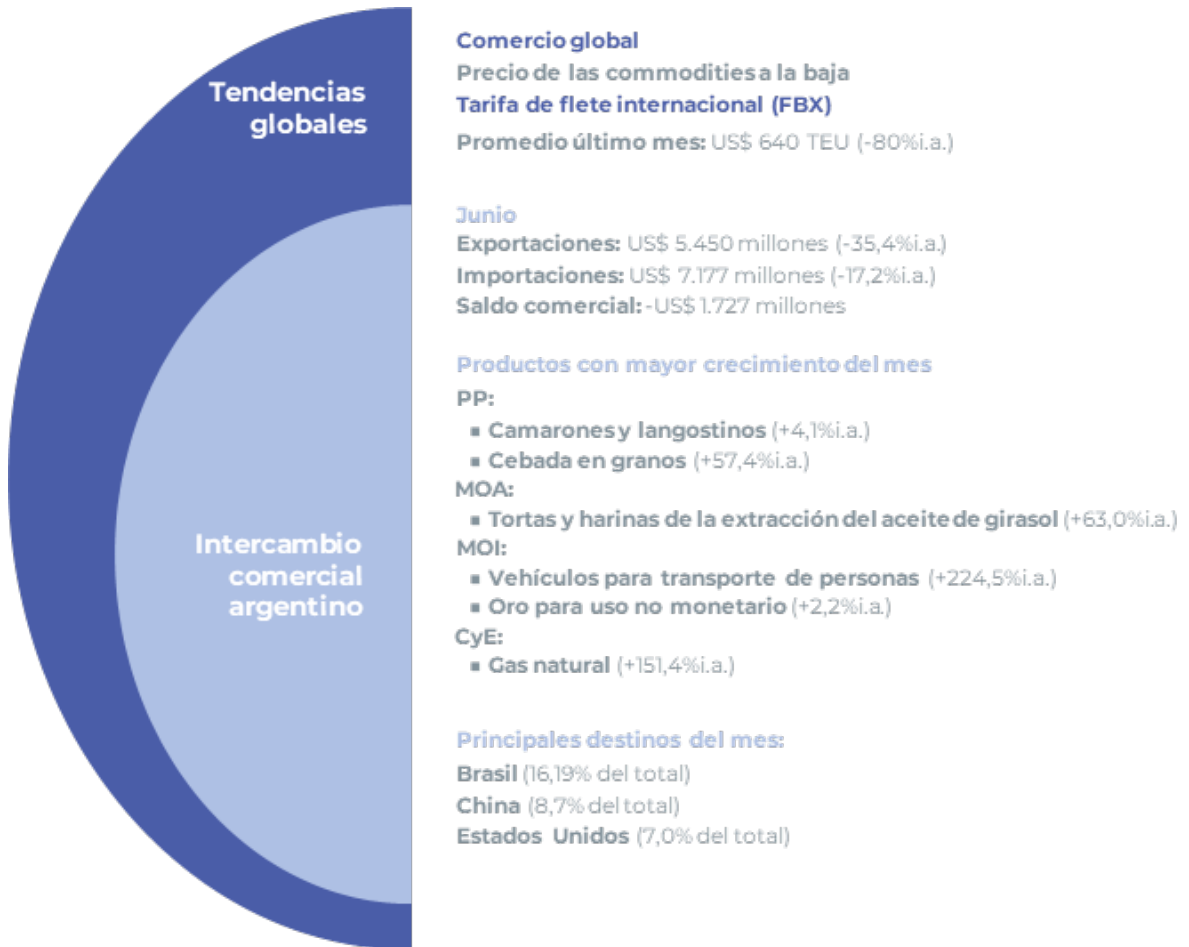 Tendencias
globales
Comercio global
Precio de las commodities a la baja
Tarifa de flete internacional (FBX)
Promedio último mes: US$ 640 TEU (-80%i.a.)
Junio
Exportaciones: US$ 5.450 millones (-35,4%i.a.)
Importaciones: US$ 7.177 millones (-17,2%i.a.)
Saldo comercial: -US$ 1.727 millones
Intercambio
comercial
argentino
Productos con mayor crecimiento del mes
PP:
▪ Camarones y langostinos (+4,1%i.a.)
▪ Cebada en granos (+57,4%i.a.)
MOA:
▪ Tortas y harinas de la extracción del aceite de girasol (+63,0%i.a.)
MOI:
▪ Vehículos para transporte de personas (+224,5%i.a.)
▪ Oro para uso no monetario (+2,2%i.a.)
CyE:
▪ Gas natural (+151,4%i.a.)
Principales destinos del mes:
Brasil (16,19% del total)
China (8,7% del total)
Estados Unidos (7,0% del total)